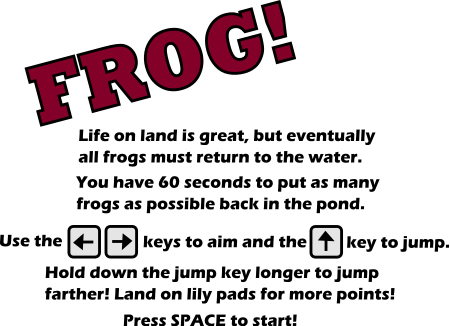 FROG!
Life on land is great, but eventually
all frogs must return to the water.
You have 60 seconds to put as many
frogs as possible back in the pond.
Use the ← → keys to aim and the ↑ key to jump.
Hold down the jump key longer to jump
farther! Land on lily pads for more points!
Press SPACE to start!